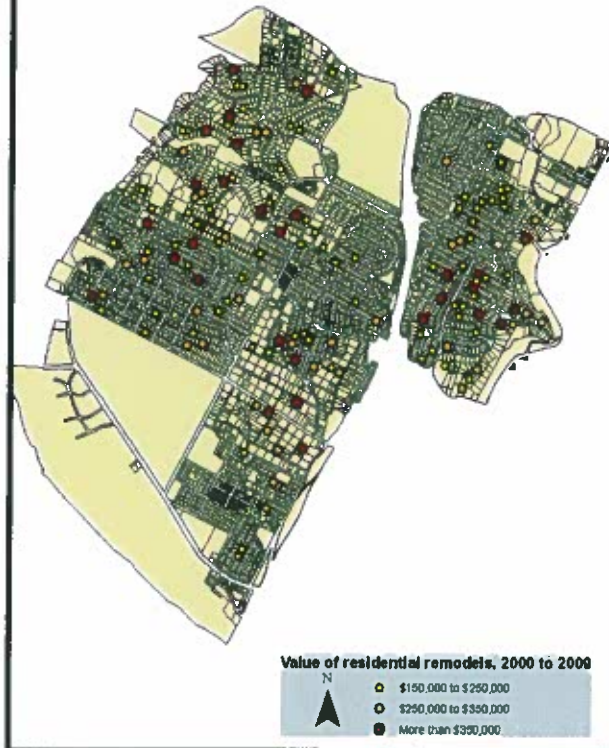 Value of residential remodels, 2000 to 2009
N
$150,000 to $250,000
$250,000 to $350,000
More than $350,000